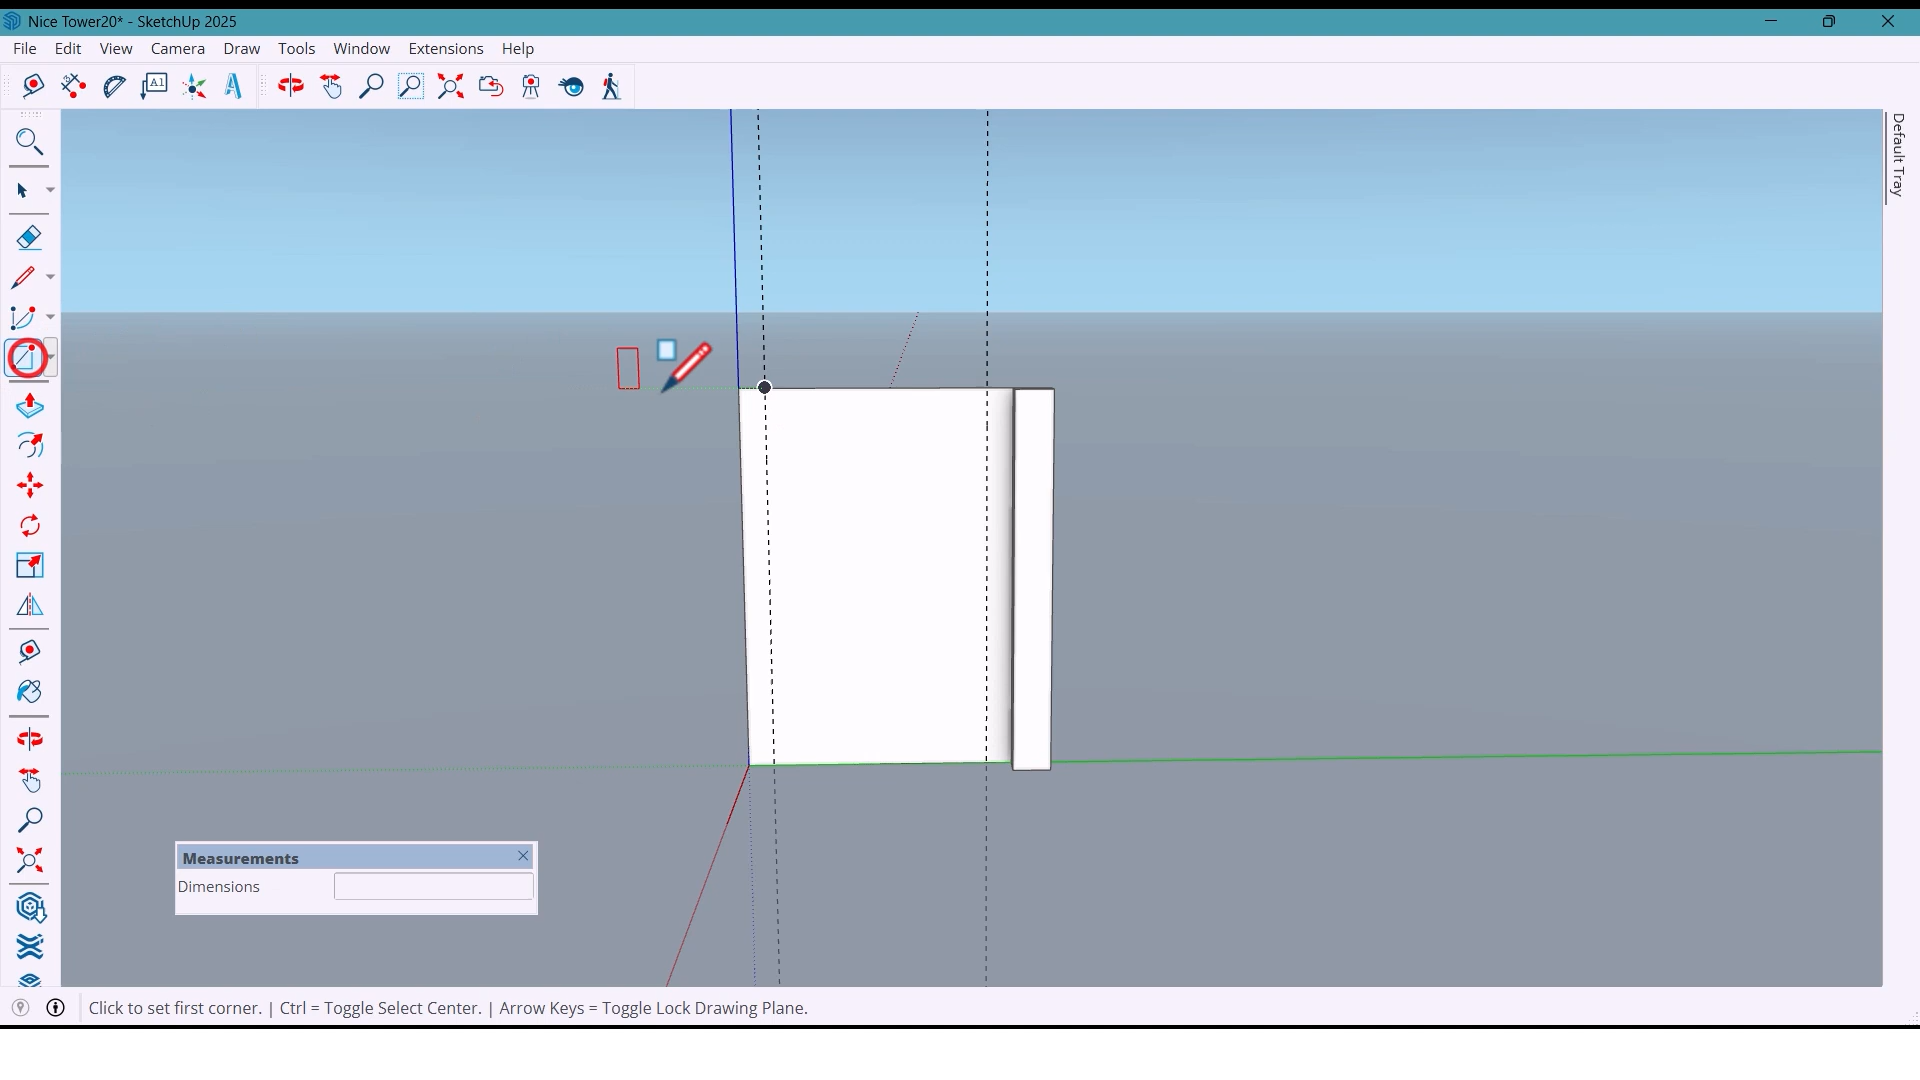 Nice Tower20* - SketchUp 2025
File Edit View Camera Draw Tools Window Extensions Help
A1
Default Tray
Measurements
Dimensions
Click to set first corner. | Ctrl = Toggle Select Center. | Arrow Keys = Toggle Lock Drawing Plane.